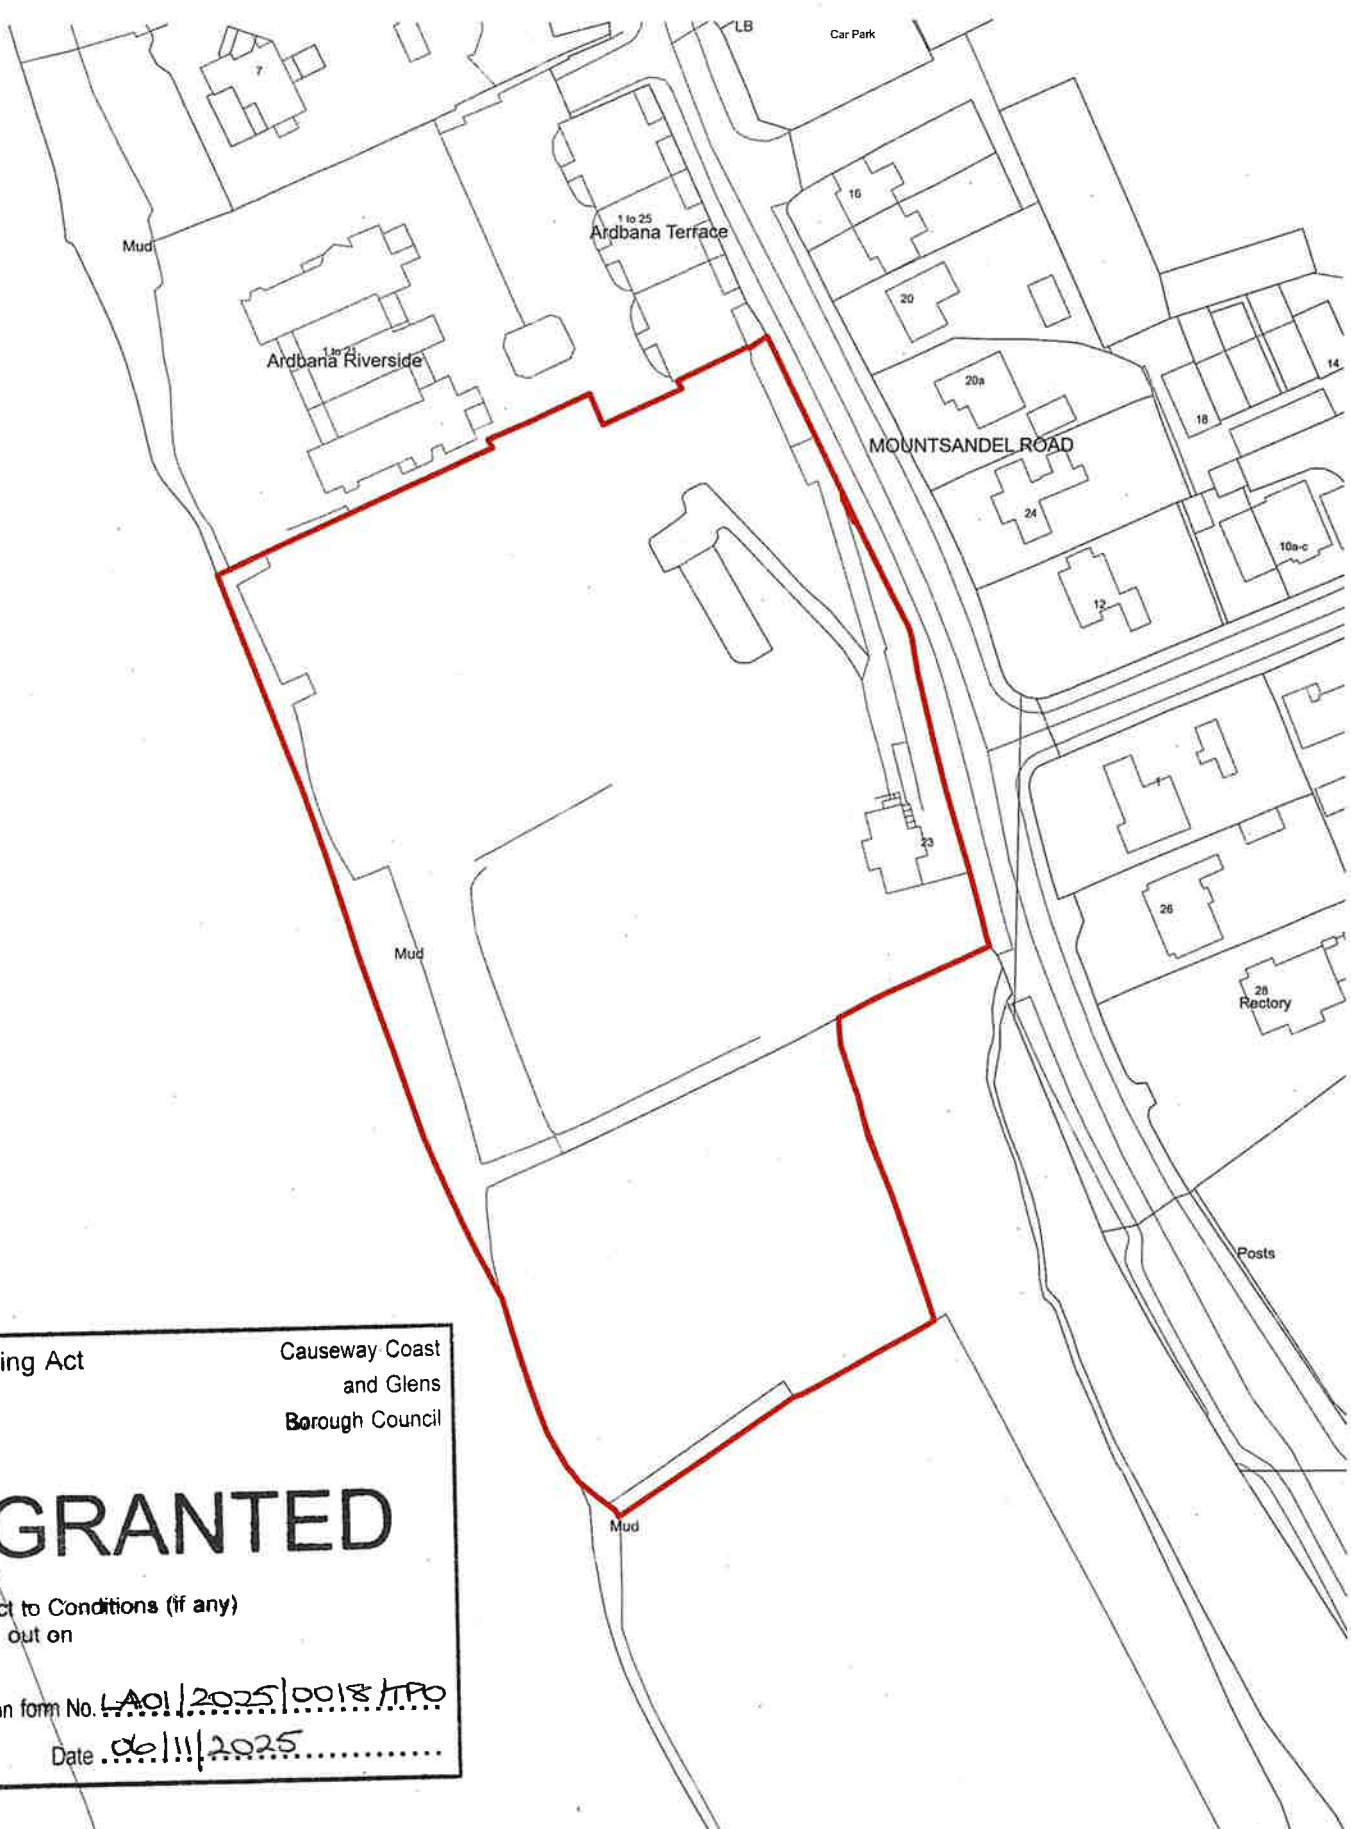 LB
Car Park
7
16
Mud
1 to 25
Ardbana Terrace
20
1 to 21
Ardbana Riverside
20a
14
18
MOUNTSANDEL ROAD
24
10a-c
12
1
23
26
Mud
28
Rectory
Posts
ing Act
Causeway Coast
and Glens
Borough Council
GRANTED
ct to Conditions (if any)
out on
n form No. LA01/2025/0018/TPO
Date 06/11/2025
Mud